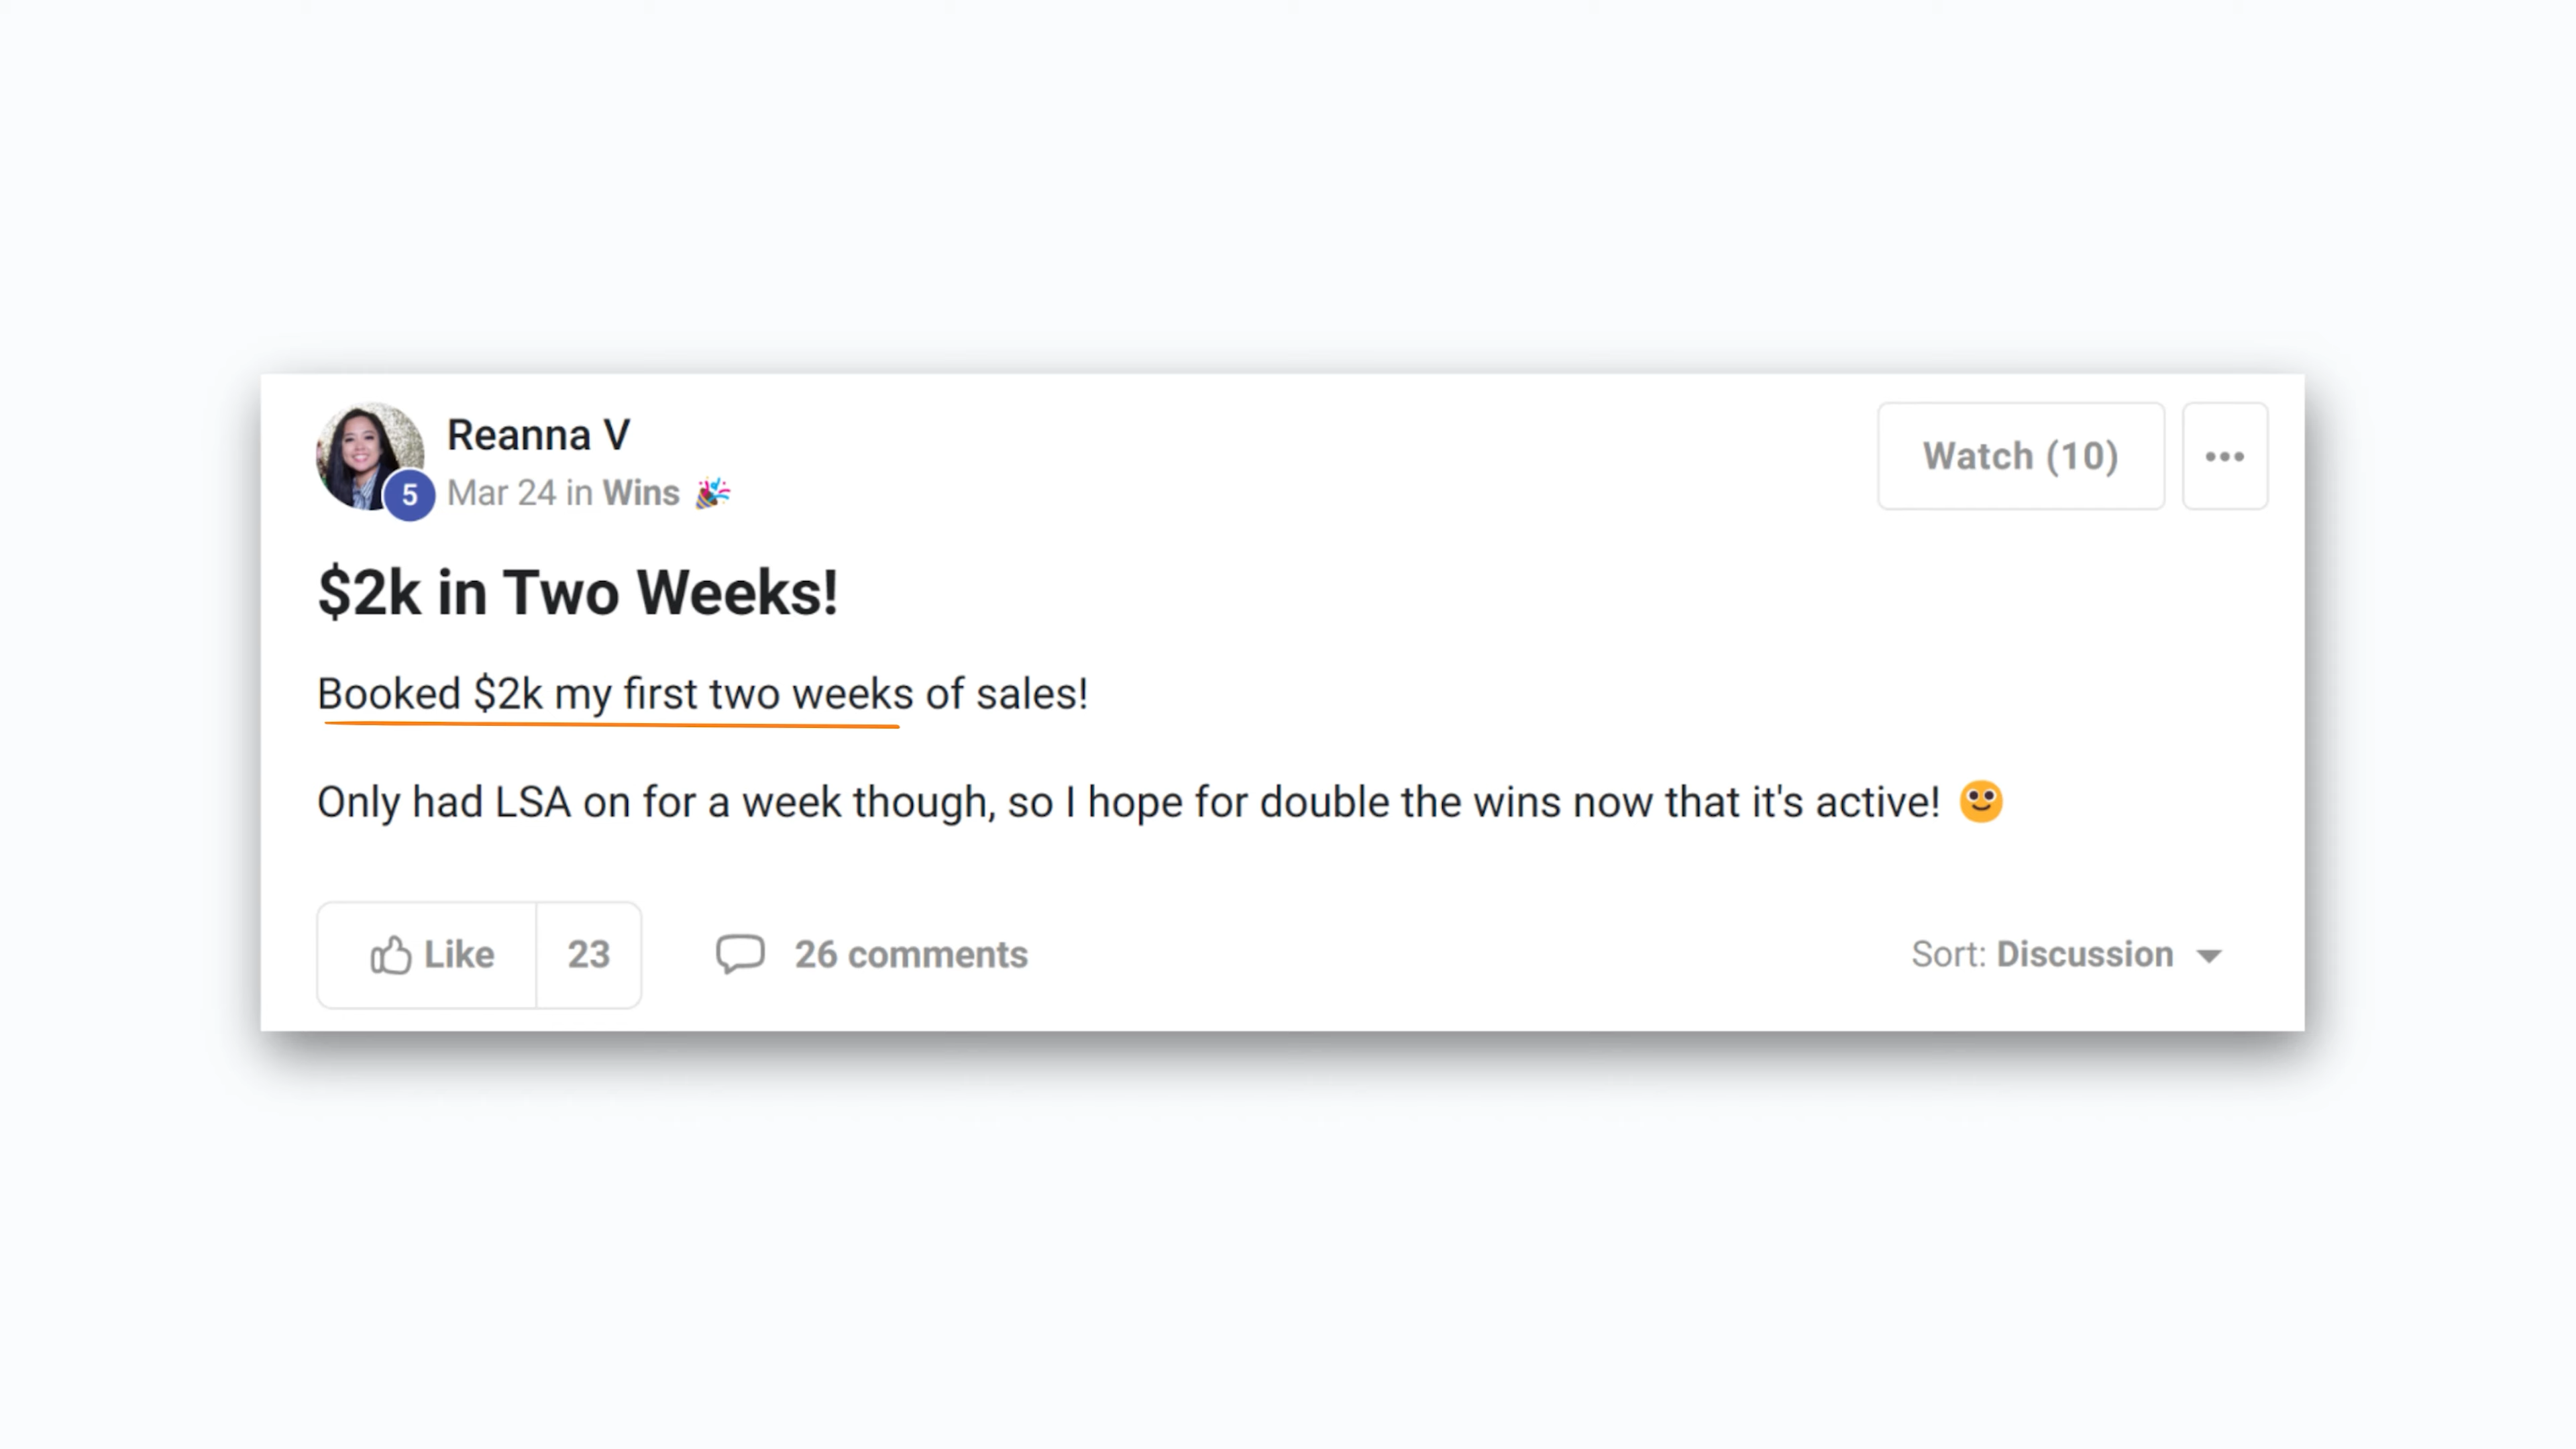 Reanna V
5
Mar 24 in Wins 🎉
Watch (10)
$2k in Two Weeks!
Booked $2k my first two weeks of sales!
Only had LSA on for a week though, so I hope for double the wins now that it's active! 🙂
Like 23
26 comments
Sort: Discussion